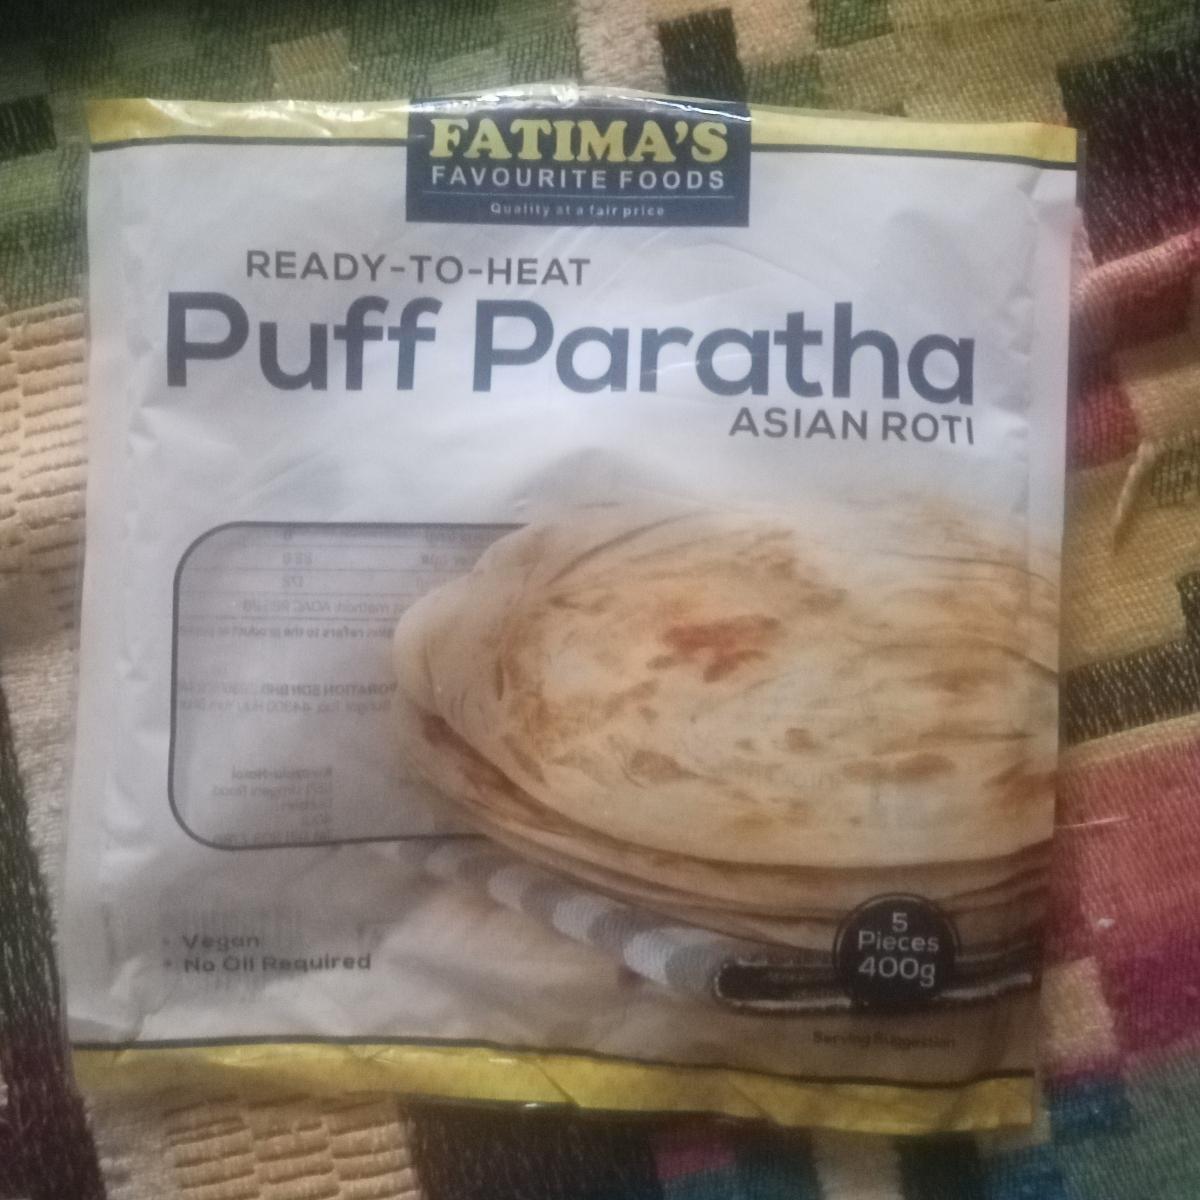 FATIMA'S
FAVOURITE FOODS
Quality at a fair price
READY-TO-HEAT
Puff Paratha
ASIAN ROTI
• Vegan
• No Oil Required
5
Pieces
400g
Serving Suggestion